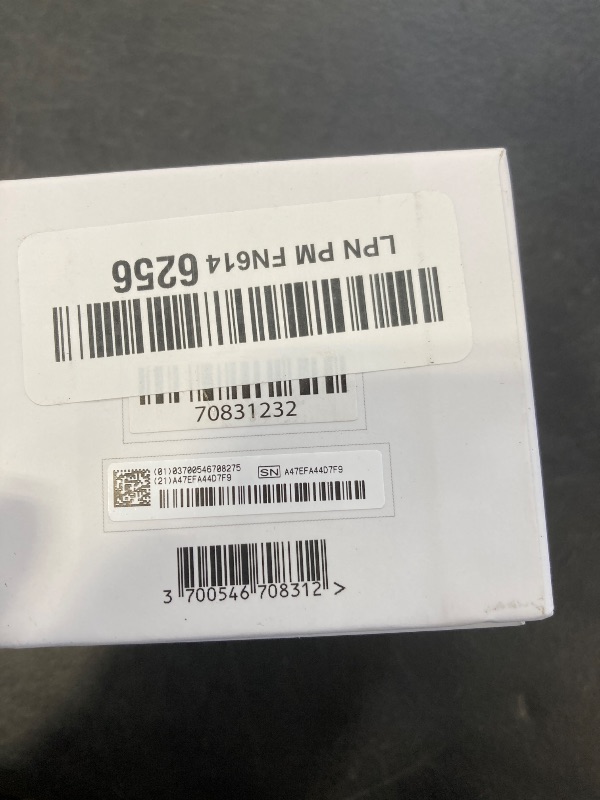 LPN PM FN614 6256
70831232
(01)03700546708275
(21)A47EFA44D7F9
SN A47EFA44D7F9
3 700546 708312 >